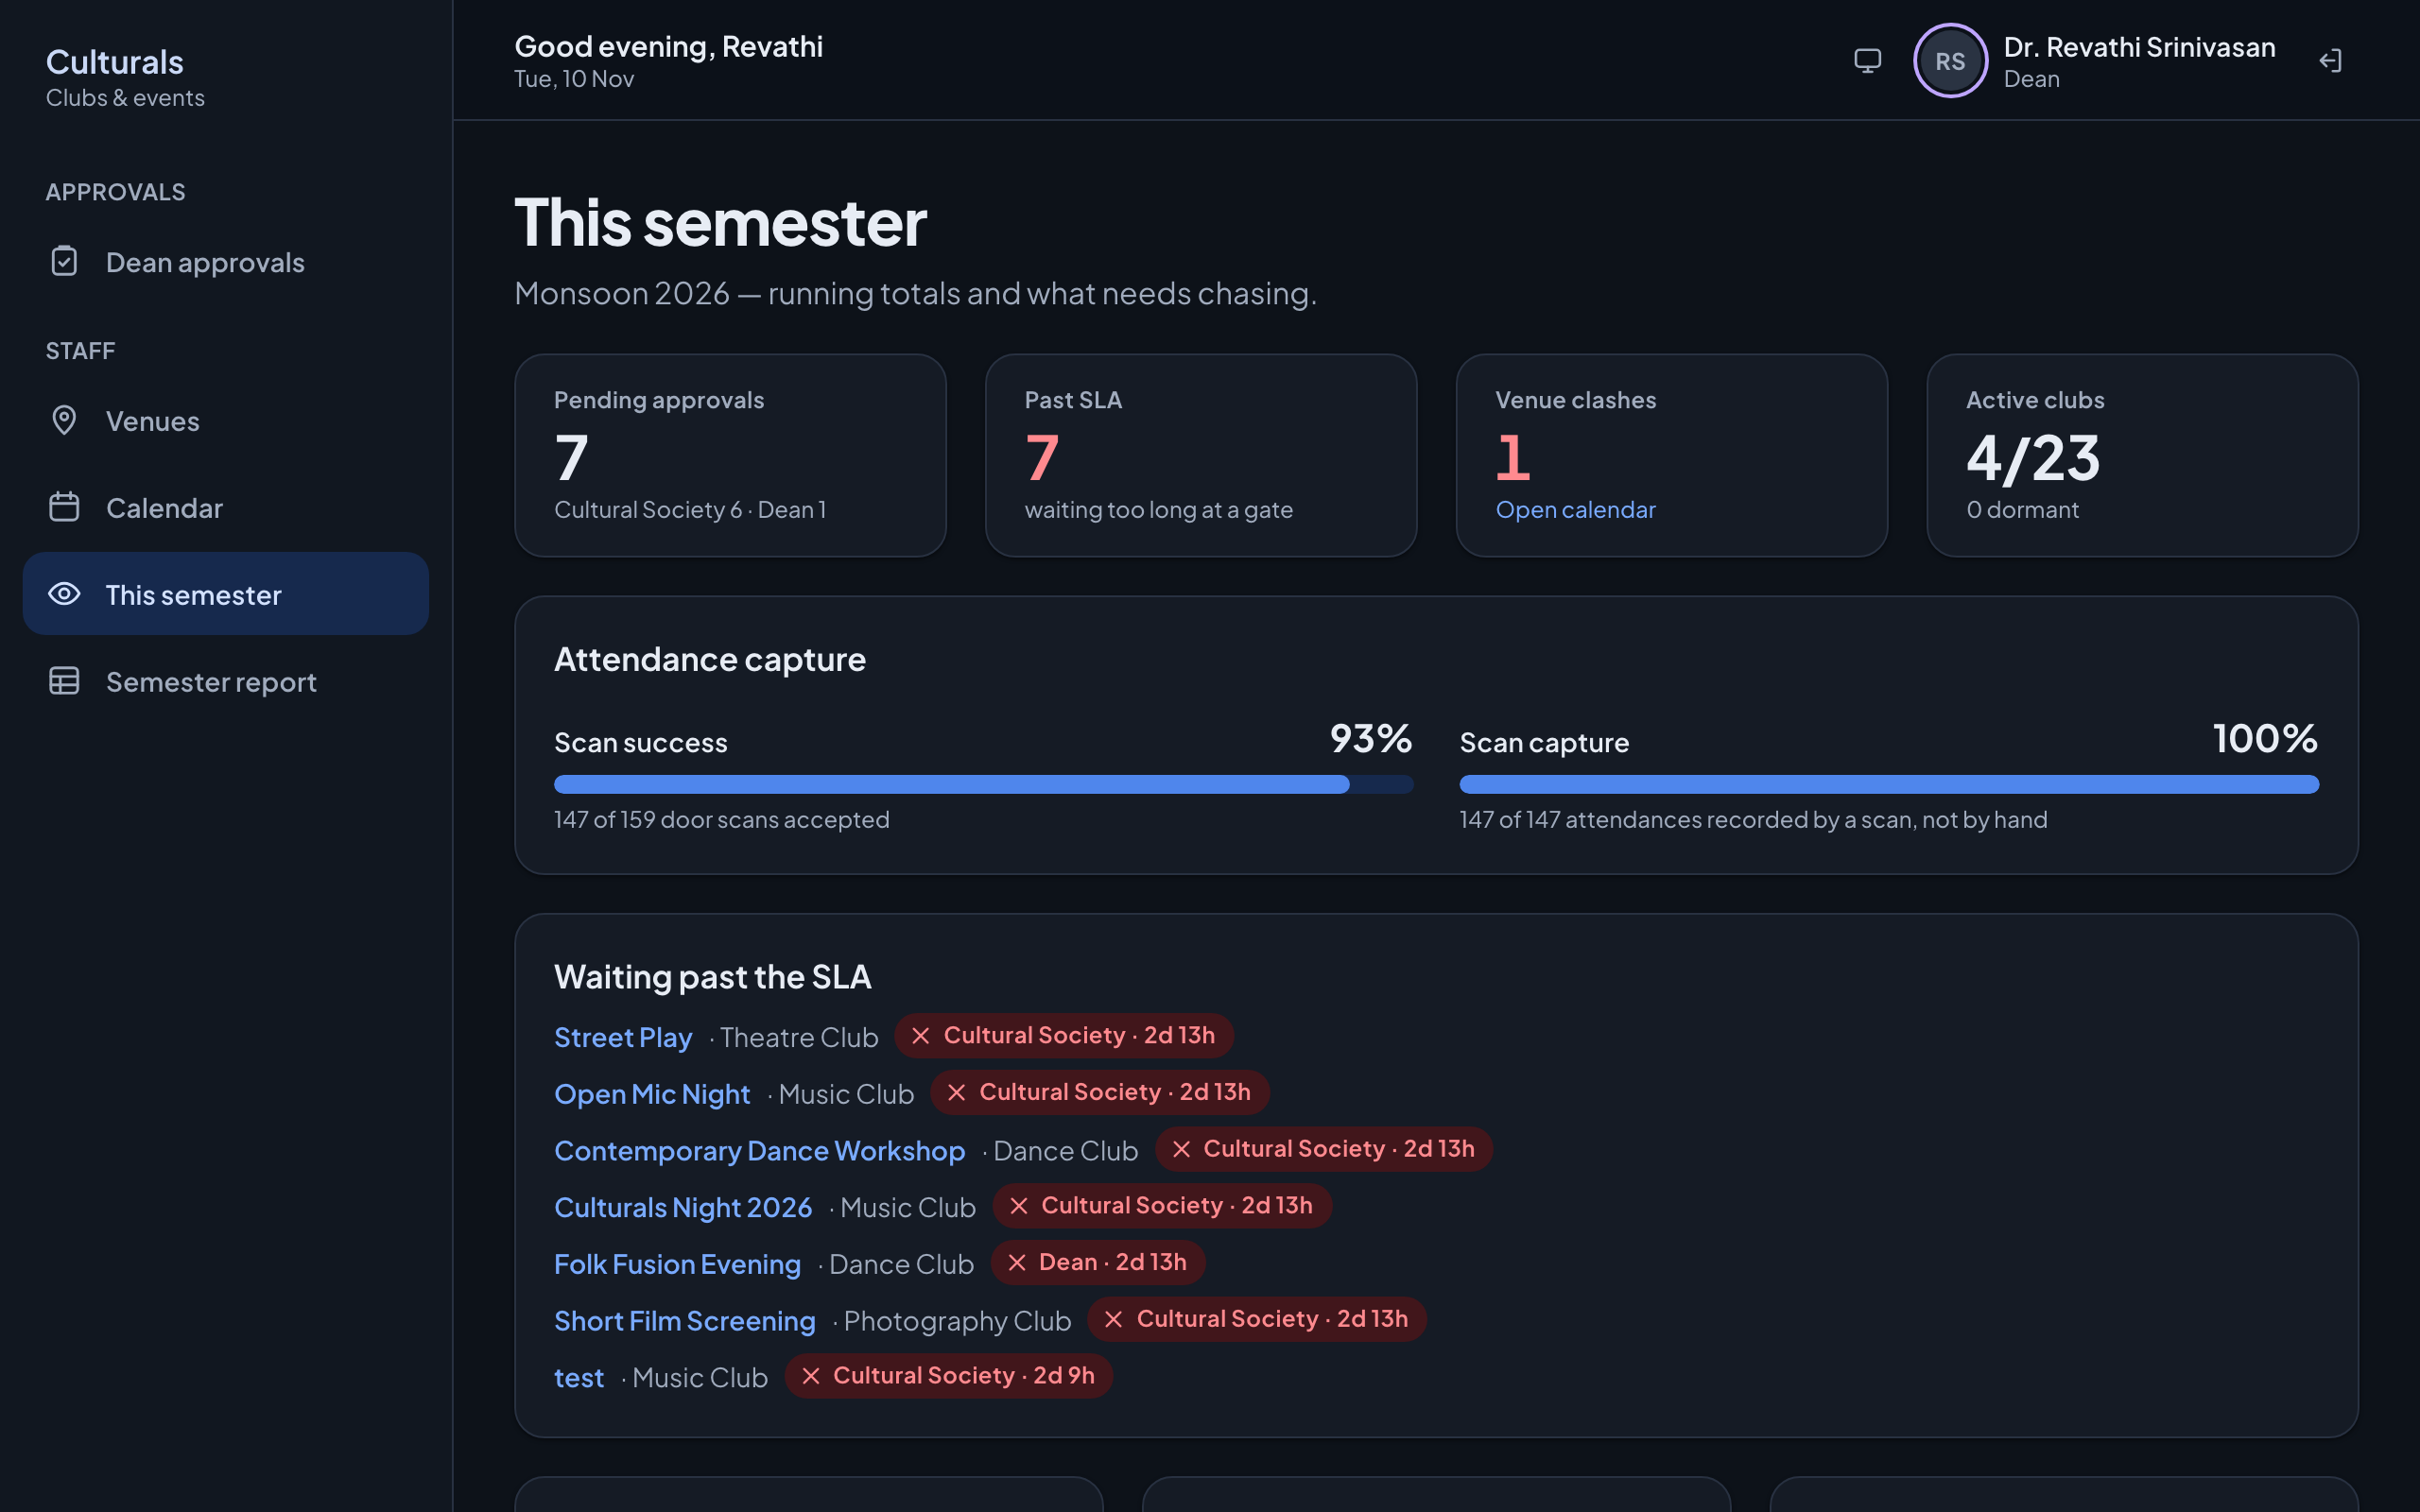 Culturals
Clubs & events
APPROVALS
Dean approvals
STAFF
Venues
Calendar
This semester
Semester report
Good evening, Revathi
Tue, 10 Nov
RS
Dr. Revathi Srinivasan
Dean
This semester
Monsoon 2026 — running totals and what needs chasing.
Pending approvals
7
Cultural Society 6 · Dean 1
Past SLA
7
waiting too long at a gate
Venue clashes
1
Open calendar
Active clubs
4/23
0 dormant
Attendance capture
Scan success 93%
147 of 159 door scans accepted
Scan capture 100%
147 of 147 attendances recorded by a scan, not by hand
Waiting past the SLA
Street Play · Theatre Club Cultural Society · 2d 13h
Open Mic Night · Music Club Cultural Society · 2d 13h
Contemporary Dance Workshop · Dance Club Cultural Society · 2d 13h
Culturals Night 2026 · Music Club Cultural Society · 2d 13h
Folk Fusion Evening · Dance Club Dean · 2d 13h
Short Film Screening · Photography Club Cultural Society · 2d 13h
test · Music Club Cultural Society · 2d 9h